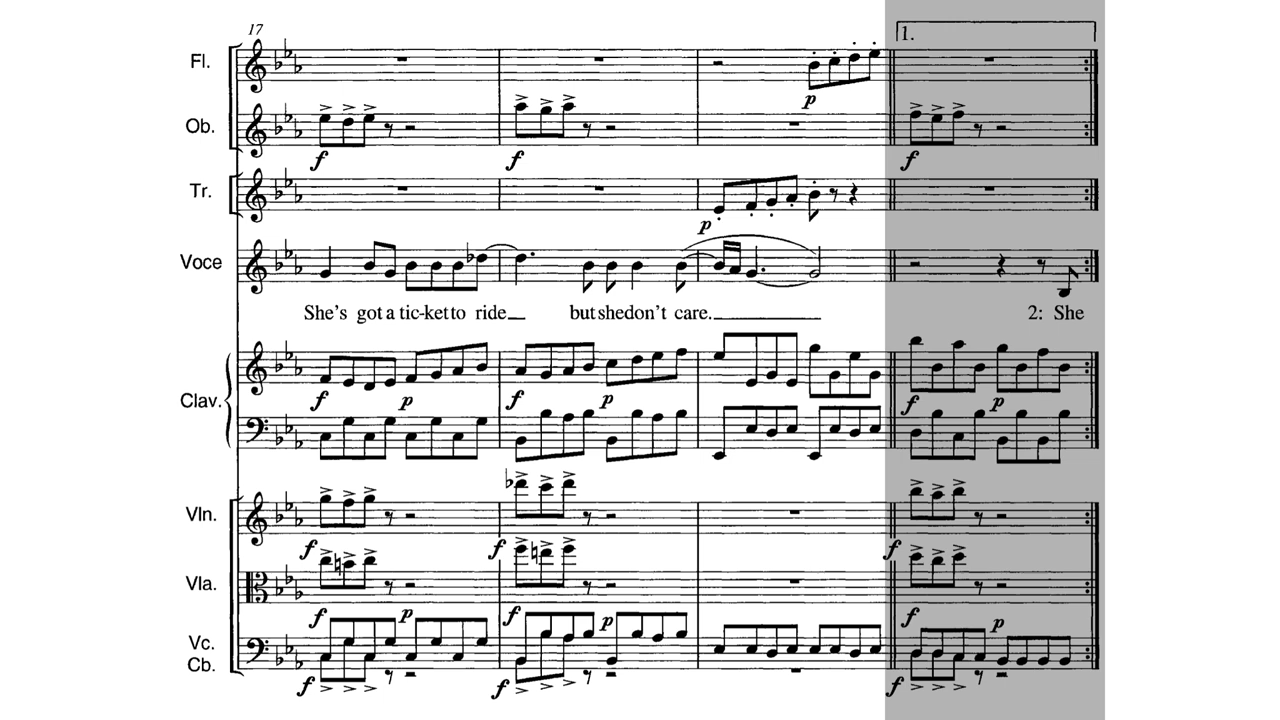 17
1.
Fl.
p
Ob.
f f f
Tr.
p
Voce
She's got a tic-ket to ride but she don't care. 2: She
Clav.
f p f p f p
Vln.
f f f
Vla.
f p f p f p
Vc.
Cb.
f f f